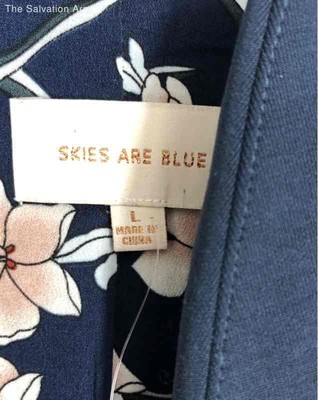 The Salvation Ar
SKIES ARE BLUE
L
MADE IN
CHINA